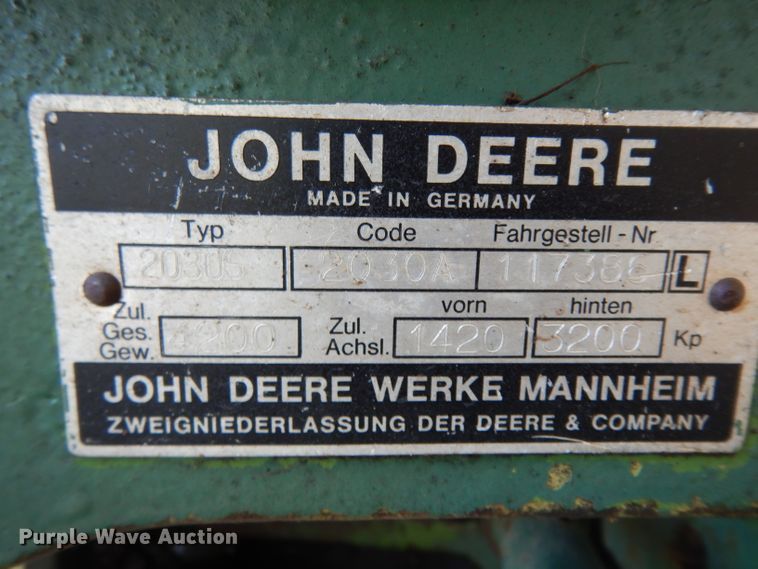 JOHN DEERE
MADE IN GERMANY
Typ Code Fahrgestell - Nr
2030S 2030A 117386 L
vorn hinten
Zul. Ges. Gew. 4200 Zul. Achsl. 1420 3200 Kp
JOHN DEERE WERKE MANNHEIM
ZWEIGNIEDERLASSUNG DER DEERE & COMPANY
Purple Wave Auction